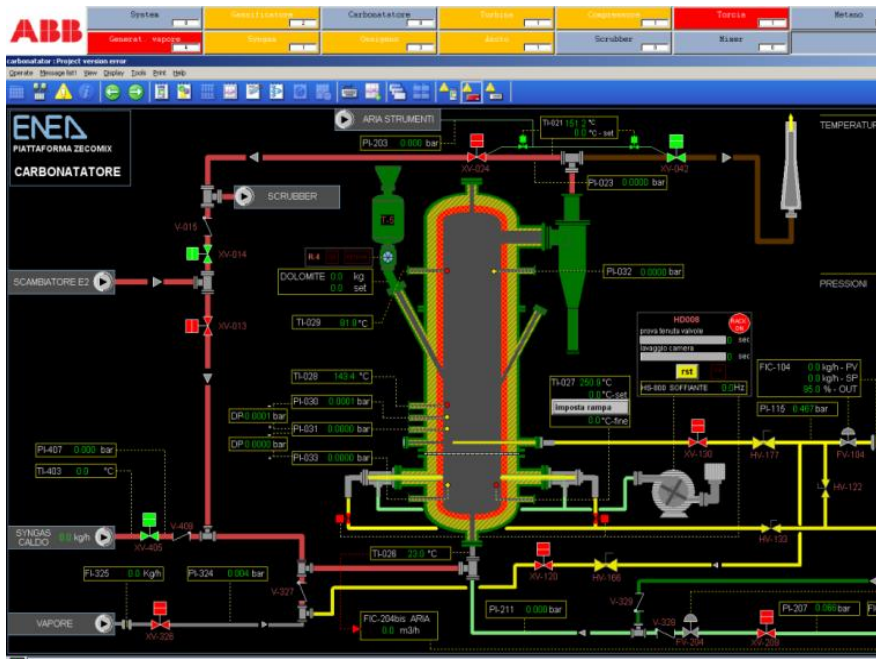 ABB
System
Carbonatatore
Turbina
Compressore
Torcia
Metano
Generat. vapore
Syngas
Scrubber
Mixer
carbonatator : Project version error
Operate Message list1 View Display Tools Print Help
ENEA
PIATTAFORMA ZECOMIX
CARBONATATORE
ARIA STRUMENTI
PI-203 0.000 bar
TI-021 151.2 °C
0.0 °C - set
XV-024
XV-042
PI-023 0.0000 bar
TEMPERATUR
SCRUBBER
V-015
XV-014
T-6
R-4
SCAMBIATORE E2
DOLOMITE 0.0 kg
0.0 set
PI-032 0.0000 bar
PRESSIONI
XV-013
TI-029 91.9 °C
HD008
RACK ON
prova tenuta valvole
0 sec
lavaggio camera
0 sec
rst
HS-800 SOFFIANTE 0.0 Hz
FIC-104 0.0 kg/h - PV
0.0 kg/h - SP
95.0 % - OUT
TI-028 143.4 °C
TI-027 250.9 °C
0.0 °C-set
imposta rampa
0.0 °C-fine
PI-030 0.0001 bar
DP 0.0001 bar
PI-031 0.0000 bar
DP 0.0000 bar
PI-033 0.0000 bar
PI-115 0.467 bar
XV-130
HV-177
FV-104
HV-122
PI-407 0.000 bar
TI-403 0.0 °C
SYNGAS
CALDO
0.0 kg/h
XV-405
V-408
HV-133
TI-026 23.0 °C
FI-325 0.0 Kg/h
PI-324 0.004 bar
V-327
XV-120
HV-166
VAPORE
XV-326
FIC-204bis ARIA
0.0 m3/h
PI-211 0.008 bar
V-329
V-328
FV-204
PI-207 0.066 bar
XV-209